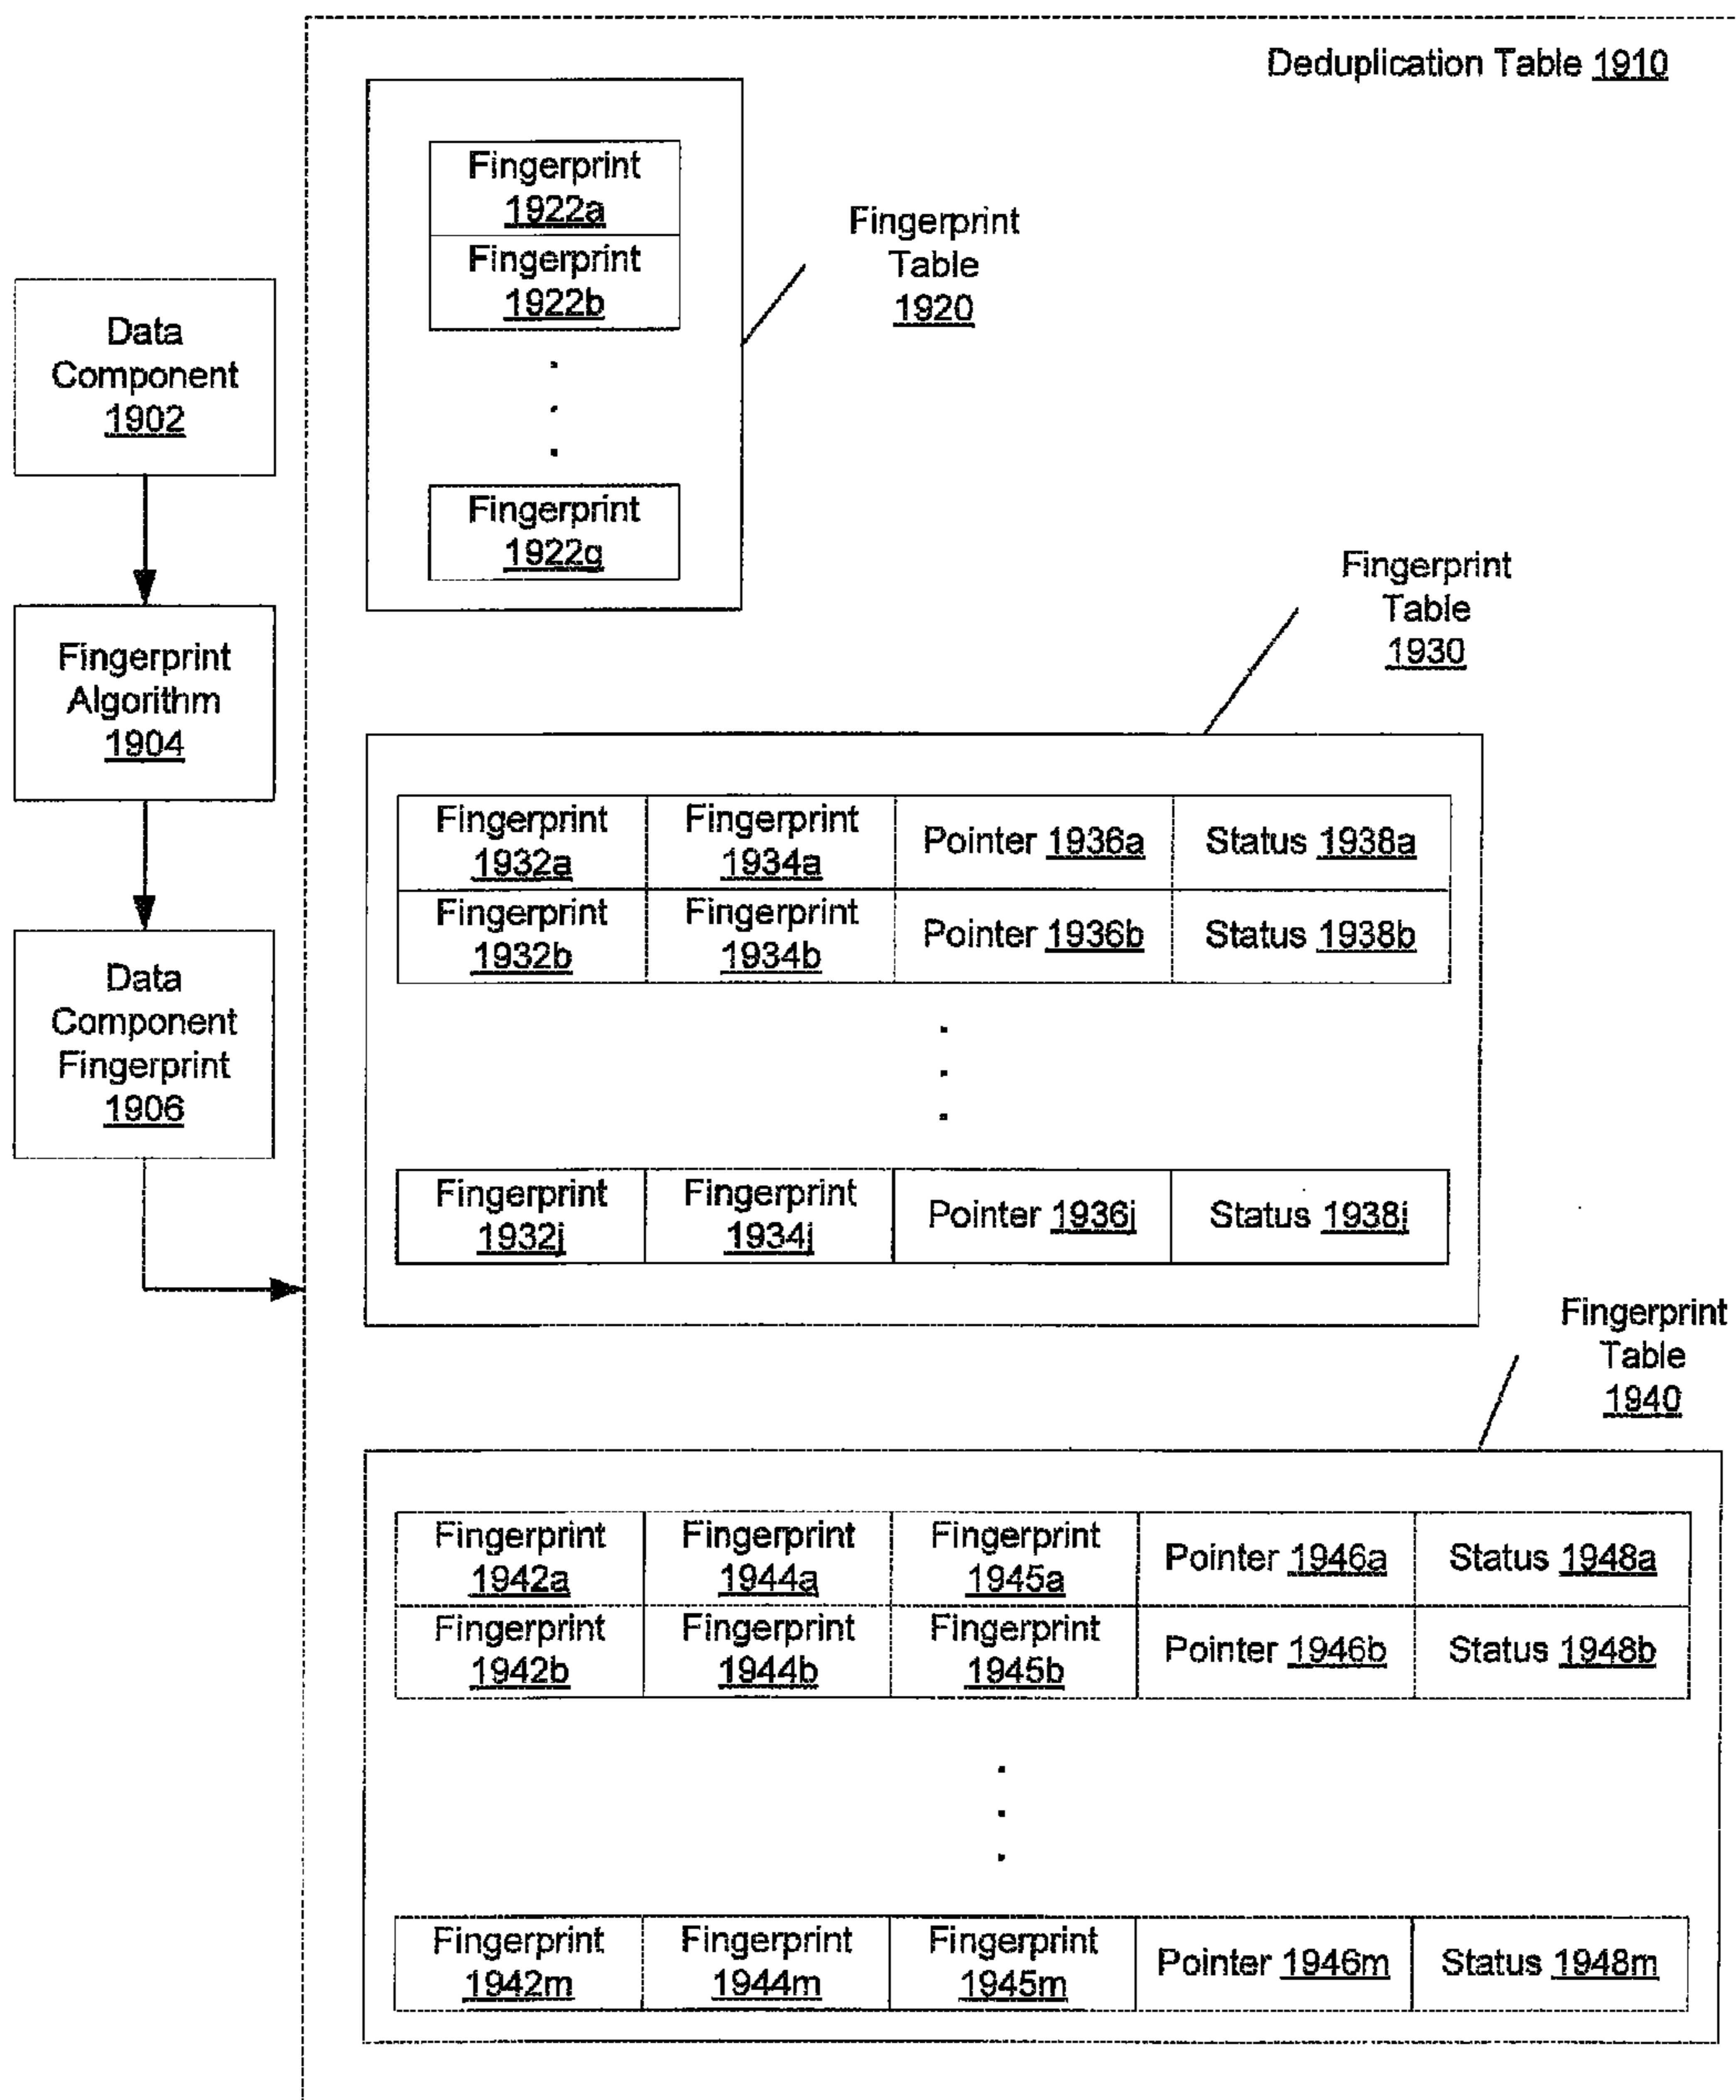 Deduplication Table 1910
Fingerprint
1922a
Fingerprint
1922b
Fingerprint
1922g
Fingerprint
Table
1920
Data
Component
1902
Fingerprint
Algorithm
1904
Data
Component
Fingerprint
1906
Fingerprint
Table
1930
Fingerprint
1932a
Fingerprint
1934a
Pointer 1936a
Status 1938a
Fingerprint
1932b
Fingerprint
1934b
Pointer 1936b
Status 1938b
Fingerprint
1932j
Fingerprint
1934j
Pointer 1936j
Status 1938j
Fingerprint
Table
1940
Fingerprint
1942a
Fingerprint
1944a
Fingerprint
1945a
Pointer 1946a
Status 1948a
Fingerprint
1942b
Fingerprint
1944b
Fingerprint
1945b
Pointer 1946b
Status 1948b
Fingerprint
1942m
Fingerprint
1944m
Fingerprint
1945m
Pointer 1946m
Status 1948m